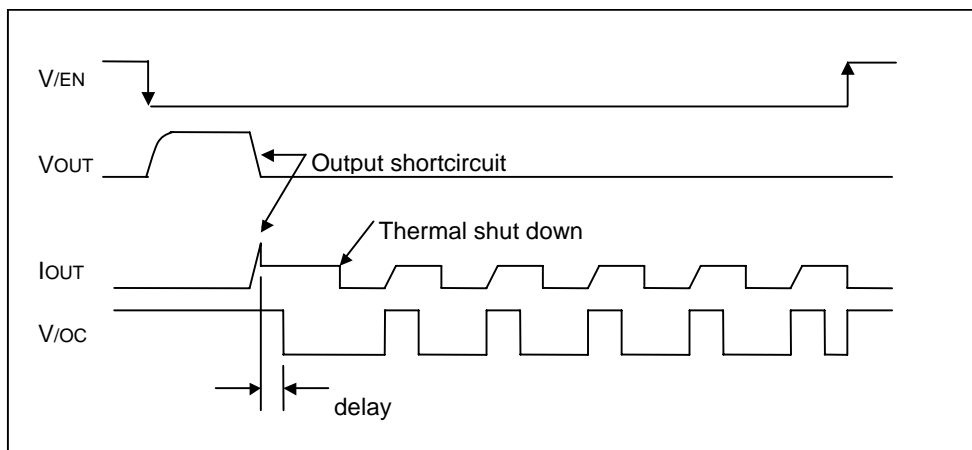 V/EN
VOUT
Output shortcircuit
Thermal shut down
IOUT
V/OC
delay